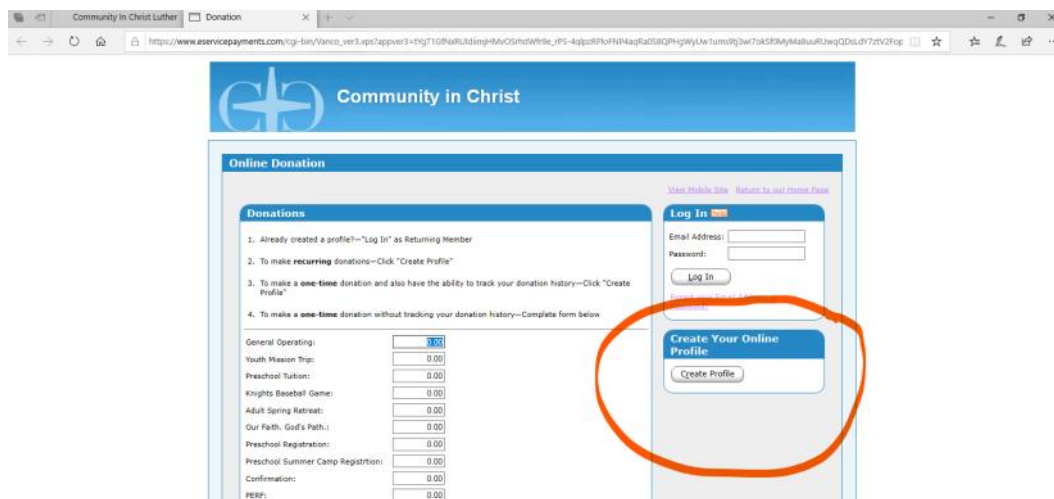 Community In Christ Luther
Donation
https://www.eservicepayments.com/cgi-bin/Vanco_ver3.vps?appver3=
Community in Christ
Online Donation
View Mobile Site Return to our Home Page
Donations
1. Already created a profile?—"Log In" as Returning Member
2. To make recurring donations—Click "Create Profile"
3. To make a one-time donation and also have the ability to track your donation history—Click "Create
Profile"
4. To make a one-time donation without tracking your donation history—Complete form below
General Operating: 0.00
Youth Mission Trip: 0.00
Preschool Tuition: 0.00
Knights Baseball Game: 0.00
Adult Spring Retreat: 0.00
Our Faith. God's Path.: 0.00
Preschool Registration: 0.00
Preschool Summer Camp Registrtion: 0.00
Confirmation: 0.00
PERF: 0.00
Log In
Email Address:
Password:
Log In
Create Your Online
Profile
Create Profile